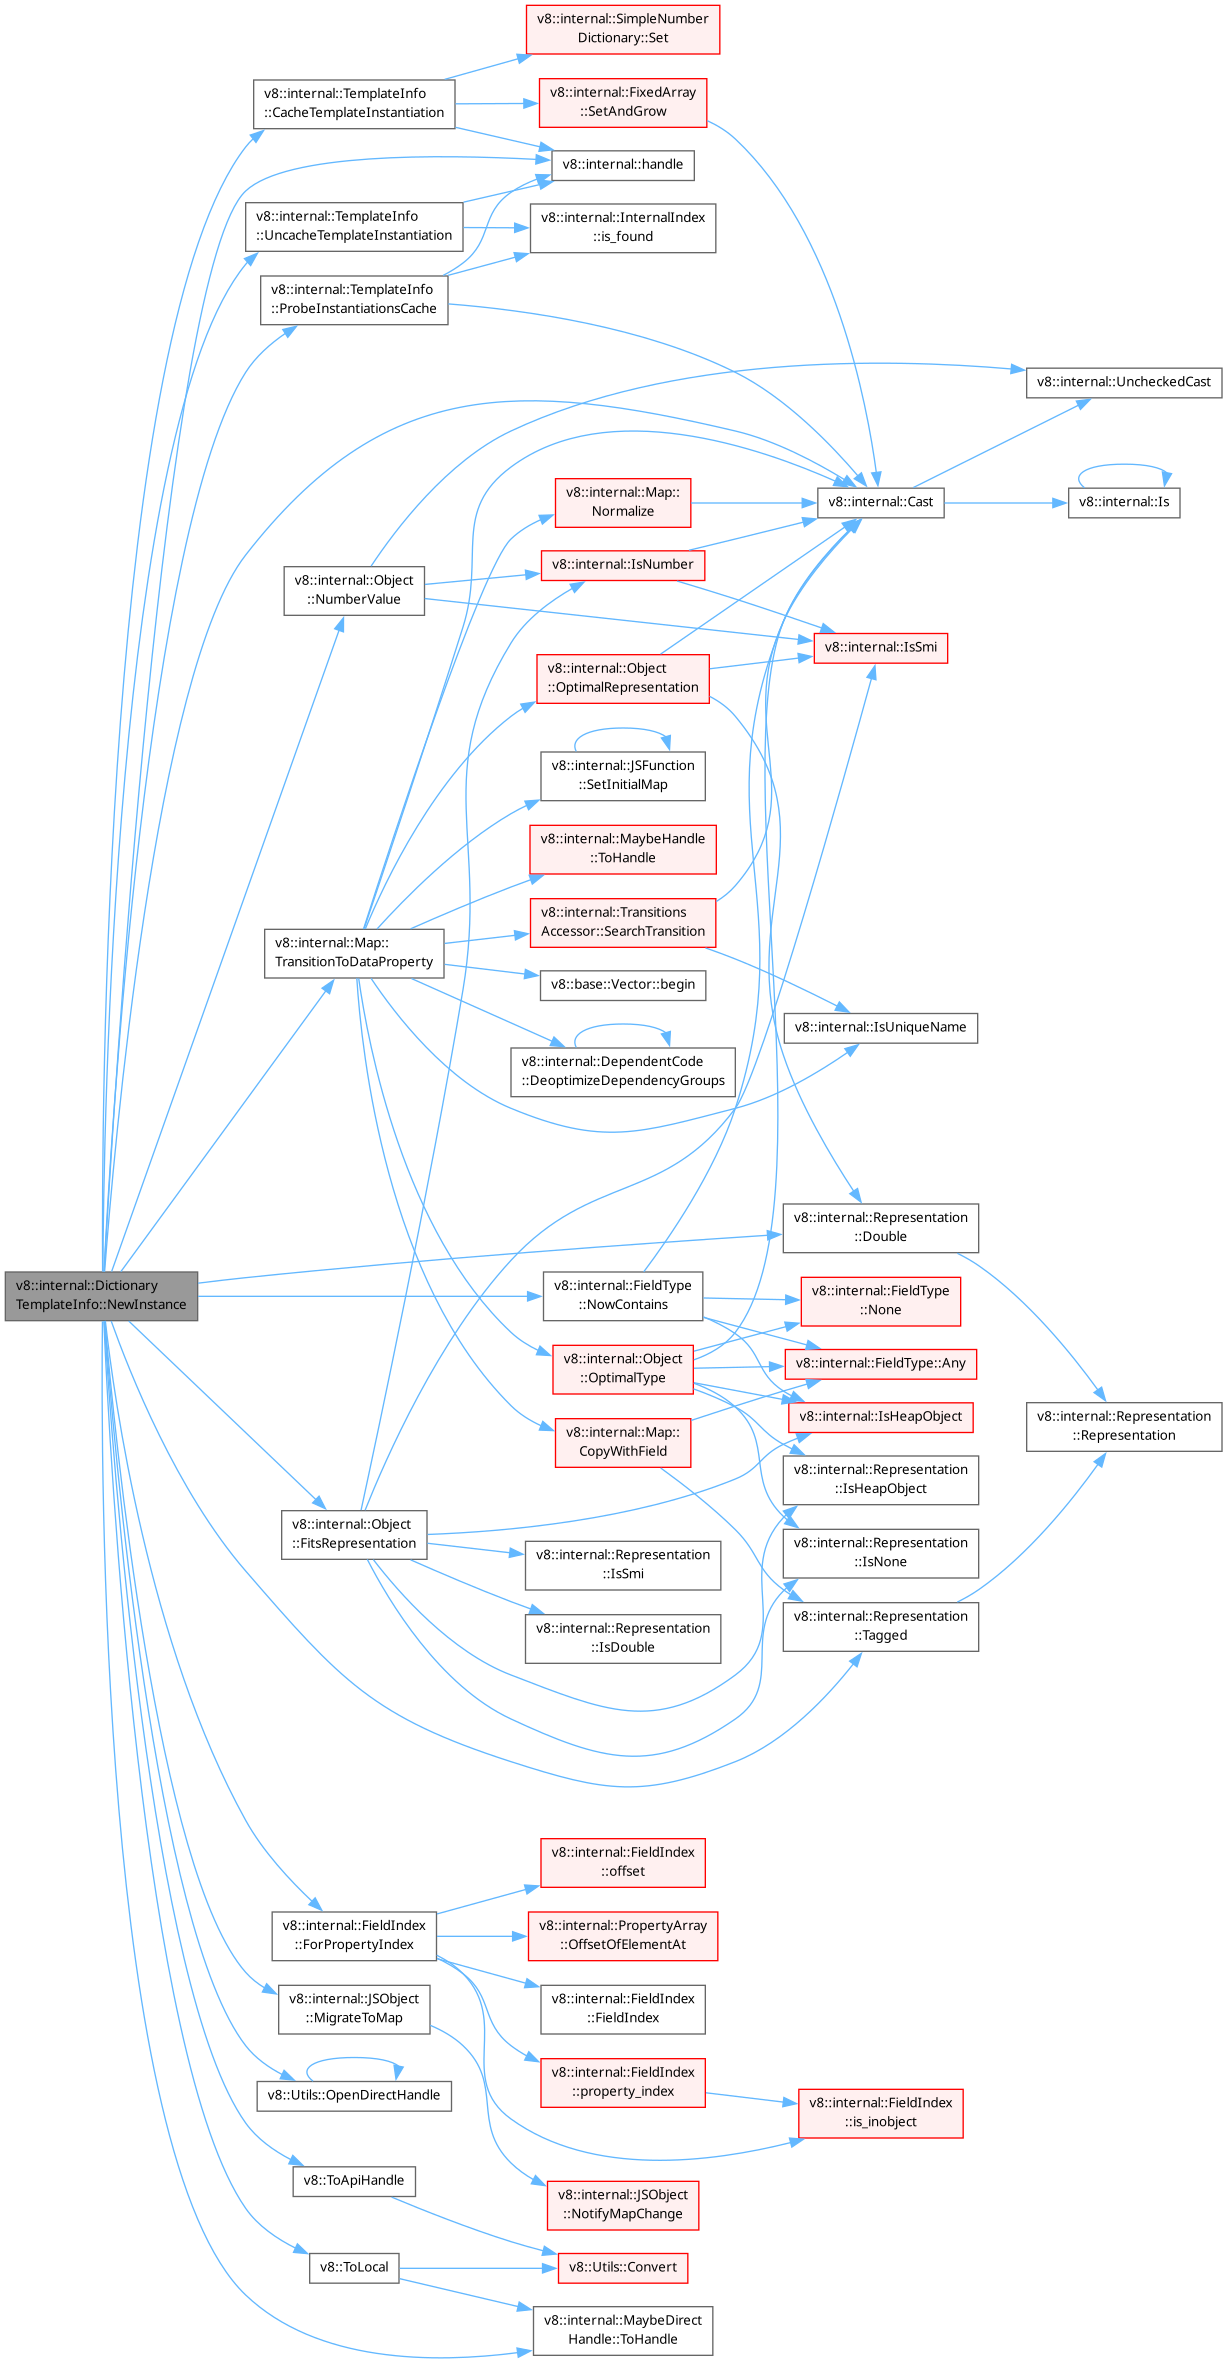 v8::internal::SimpleNumber
Dictionary::Set
v8::internal::TemplateInfo
::CacheTemplateInstantiation
v8::internal::FixedArray
::SetAndGrow
v8::internal::handle
v8::internal::TemplateInfo
::UncacheTemplateInstantiation
v8::internal::InternalIndex
::is_found
v8::internal::TemplateInfo
::ProbeInstantiationsCache
v8::internal::UncheckedCast
v8::internal::Map::
Normalize
v8::internal::Cast
v8::internal::Is
v8::internal::IsNumber
v8::internal::Object
::NumberValue
v8::internal::IsSmi
v8::internal::Object
::OptimalRepresentation
v8::internal::JSFunction
::SetInitialMap
v8::internal::MaybeHandle
::ToHandle
v8::internal::Transitions
Accessor::SearchTransition
v8::internal::Map::
TransitionToDataProperty
v8::base::Vector::begin
v8::internal::IsUniqueName
v8::internal::DependentCode
::DeoptimizeDependencyGroups
v8::internal::Representation
::Double
v8::internal::Dictionary
TemplateInfo::NewInstance
v8::internal::FieldType
::NowContains
v8::internal::FieldType
::None
v8::internal::Object
::OptimalType
v8::internal::FieldType::Any
v8::internal::IsHeapObject
v8::internal::Representation
::Representation
v8::internal::Map::
CopyWithField
v8::internal::Representation
::IsHeapObject
v8::internal::Object
::FitsRepresentation
v8::internal::Representation
::IsNone
v8::internal::Representation
::IsSmi
v8::internal::Representation
::Tagged
v8::internal::Representation
::IsDouble
v8::internal::FieldIndex
::offset
v8::internal::FieldIndex
::ForPropertyIndex
v8::internal::PropertyArray
::OffsetOfElementAt
v8::internal::JSObject
::MigrateToMap
v8::internal::FieldIndex
::FieldIndex
v8::Utils::OpenDirectHandle
v8::internal::FieldIndex
::property_index
v8::internal::FieldIndex
::is_inobject
v8::ToApiHandle
v8::internal::JSObject
::NotifyMapChange
v8::ToLocal
v8::Utils::Convert
v8::internal::MaybeDirect
Handle::ToHandle